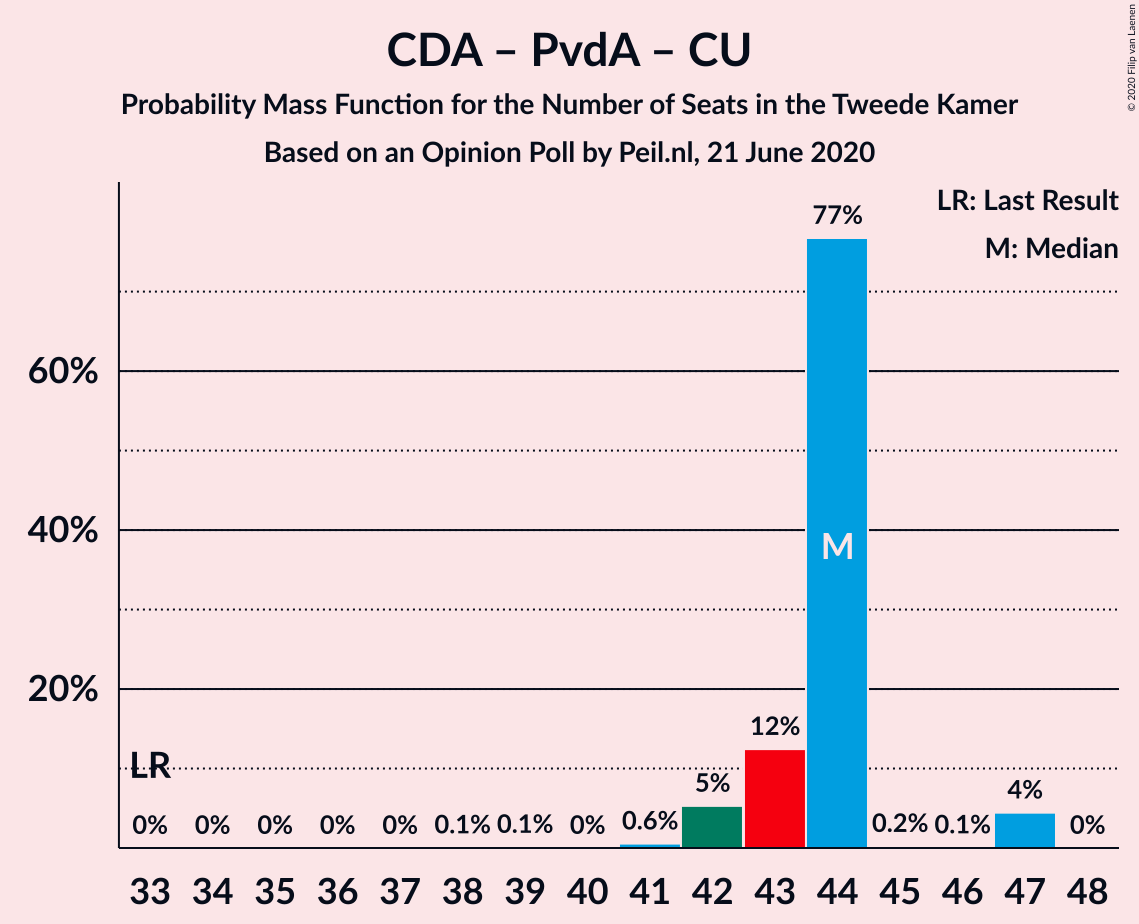 CDA – PvdA – CU
Probability Mass Function for the Number of Seats in the Tweede Kamer
Based on an Opinion Poll by Peil.nl, 21 June 2020
© 2020 Filip van Laenen
LR: Last Result
M: Median
60%
40%
20%
LR
M
0% 0% 0% 0% 0% 0.1% 0.1% 0% 0.6% 5% 12% 77% 0.2% 0.1% 4% 0%
33 34 35 36 37 38 39 40 41 42 43 44 45 46 47 48